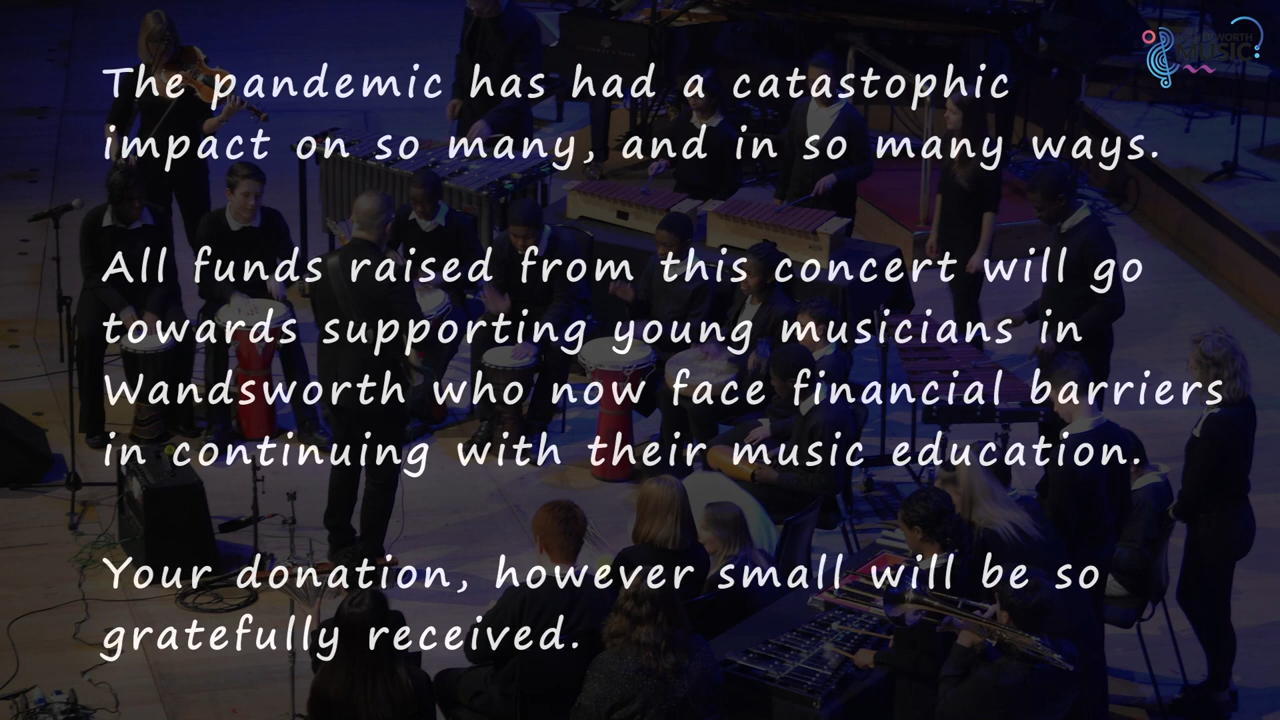 The pandemic has had a catastophic
impact on so many, and in so many ways.
All funds raised from this concert will go
towards supporting young musicians in
Wandsworth who now face financial barriers
in continuing with their music education.
Your donation, however small will be so
gratefully received.
MUSIC